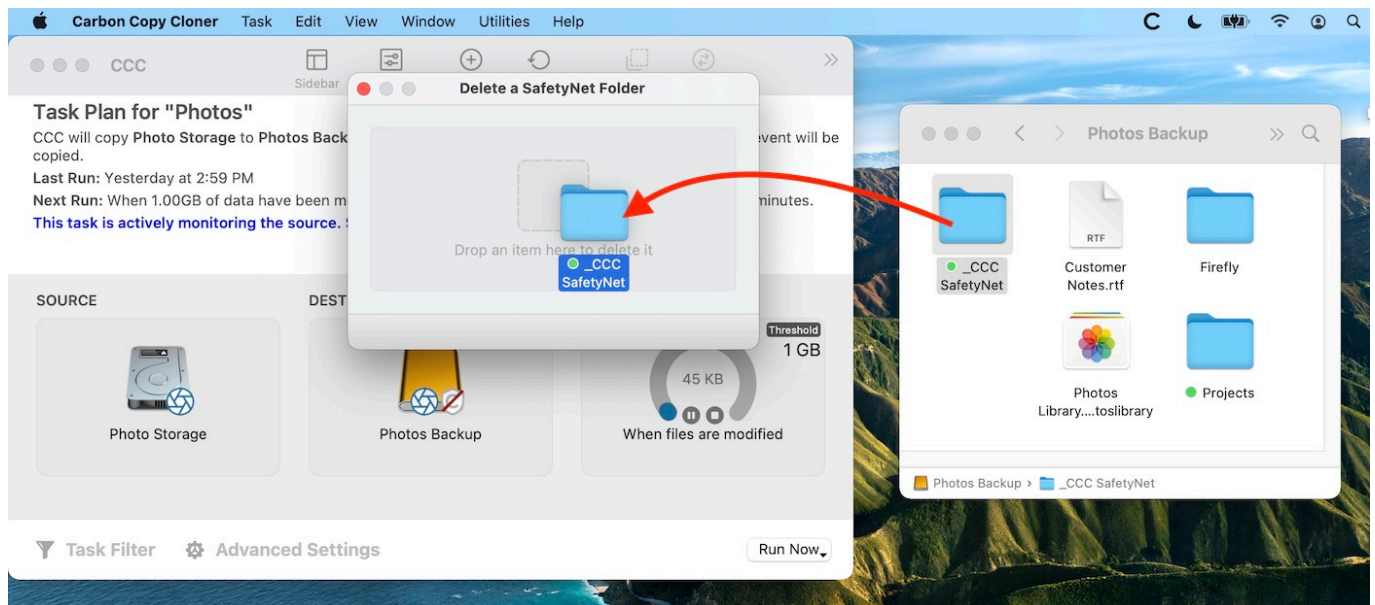 Carbon Copy Cloner Task Edit View Window Utilities Help
CCC
Sidebar
Delete a SafetyNet Folder
Task Plan for "Photos"
CCC will copy Photo Storage to Photos Back
event will be
copied.
Last Run: Yesterday at 2:59 PM
Next Run: When 1.00GB of data have been m
minutes.
This task is actively monitoring the source.
Drop an item here to delete it
_CCC
SafetyNet
SOURCE
DEST
Threshold
1 GB
45 KB
Photo Storage
Photos Backup
When files are modified
Task Filter
Advanced Settings
Run Now
Photos Backup
_CCC
SafetyNet
RTF
Customer
Notes.rtf
Firefly
Photos
Library....toslibrary
Projects
Photos Backup › _CCC SafetyNet